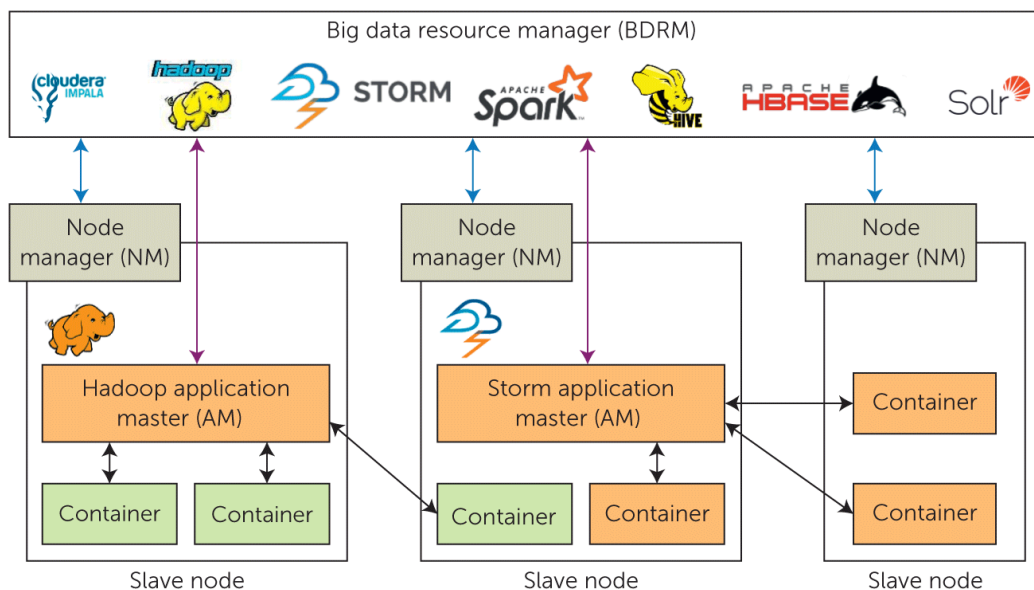 Big data resource manager (BDRM)
cloudera
IMPALA
hadoop
STORM
APACHE
Spark
HIVE
APACHE
HBASE
Solr
Node
manager (NM)
Node
manager (NM)
Node
manager (NM)
Hadoop application
master (AM)
Storm application
master (AM)
Container
Container
Container
Container
Container
Container
Slave node
Slave node
Slave node